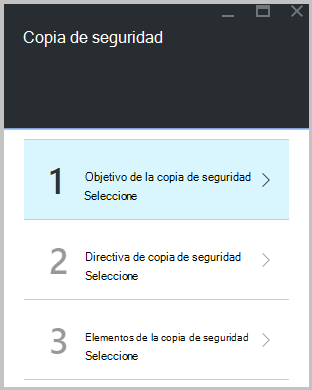 Copia de seguridad
1
Objetivo de la copia de seguridad
Seleccione
2
Directiva de copia de seguridad
Seleccione
3
Elementos de la copia de seguridad
Seleccione